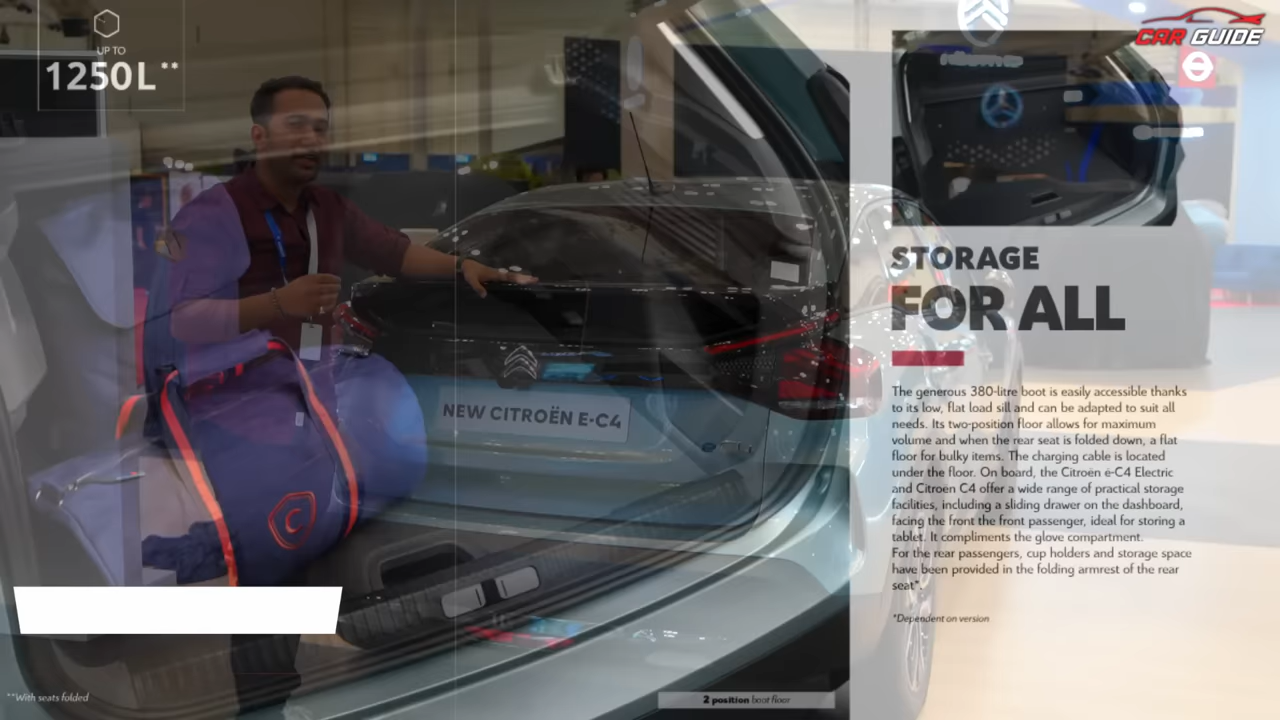 UP TO
1250L**
CAR GUIDE
NEW CITROËN Ë-C4
STORAGE
FOR ALL
The generous 380-litre boot is easily accessible thanks
to its low, flat load sill and can be adapted to suit all
needs. Its two-position floor allows for maximum
volume and when the rear seat is folded down, a flat
floor for bulky items. The charging cable is located
under the floor. On board, the Citroën ë-C4 Electric
and Citroën C4 offer a wide range of practical storage
facilities, including a sliding drawer on the dashboard,
facing the front the front passenger, ideal for storing a
tablet. It compliments the glove compartment.
For the rear passengers, cup holders and storage space
have been provided in the folding armrest of the rear
seat*.
*Dependent on version
**With seats folded
2 position boot floor